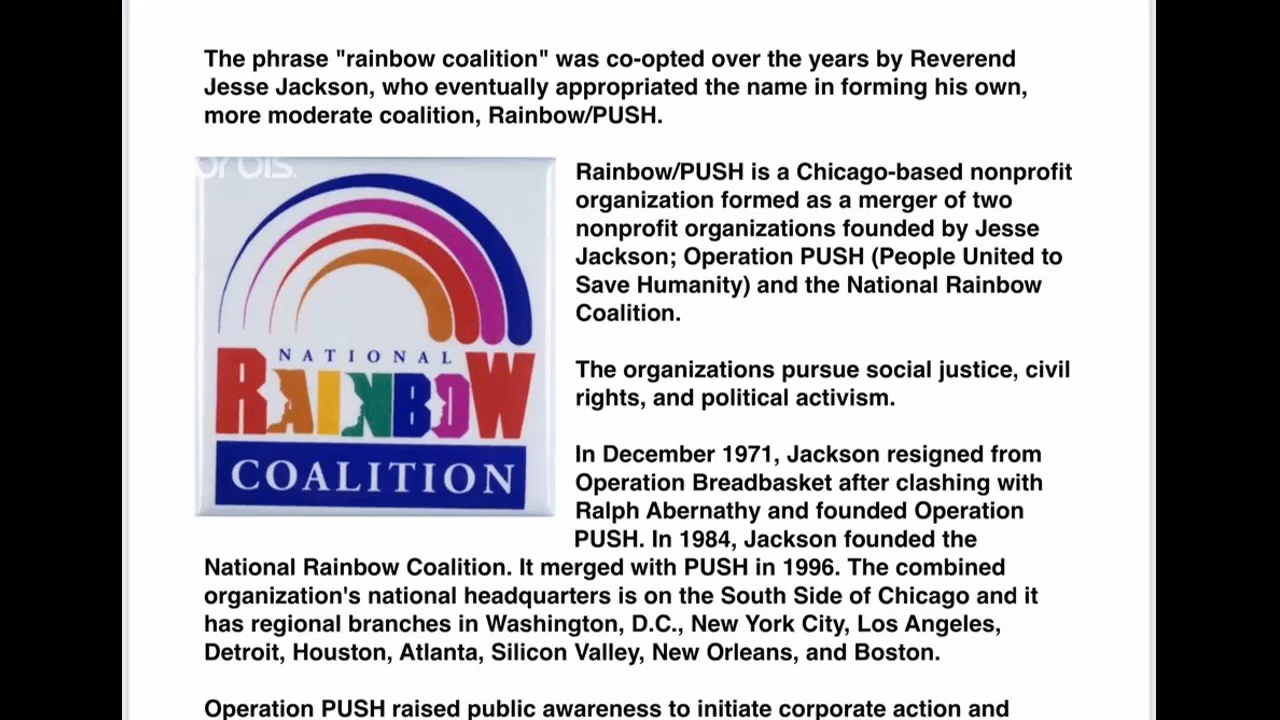 The phrase "rainbow coalition" was co-opted over the years by Reverend
Jesse Jackson, who eventually appropriated the name in forming his own,
more moderate coalition, Rainbow/PUSH.
Rainbow/PUSH is a Chicago-based nonprofit
organization formed as a merger of two
nonprofit organizations founded by Jesse
Jackson; Operation PUSH (People United to
Save Humanity) and the National Rainbow
Coalition.
NATIONAL
RAINBOW
COALITION
The organizations pursue social justice, civil
rights, and political activism.
In December 1971, Jackson resigned from
Operation Breadbasket after clashing with
Ralph Abernathy and founded Operation
PUSH. In 1984, Jackson founded the
National Rainbow Coalition. It merged with PUSH in 1996. The combined
organization's national headquarters is on the South Side of Chicago and it
has regional branches in Washington, D.C., New York City, Los Angeles,
Detroit, Houston, Atlanta, Silicon Valley, New Orleans, and Boston.
Operation PUSH raised public awareness to initiate corporate action and